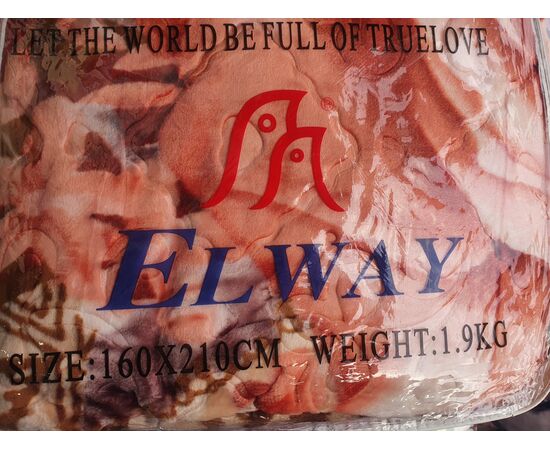 LET THE WORLD BE FULL OF TRUELOVE
®
ELWAY
SIZE:160X210CM WEIGHT:1.9KG